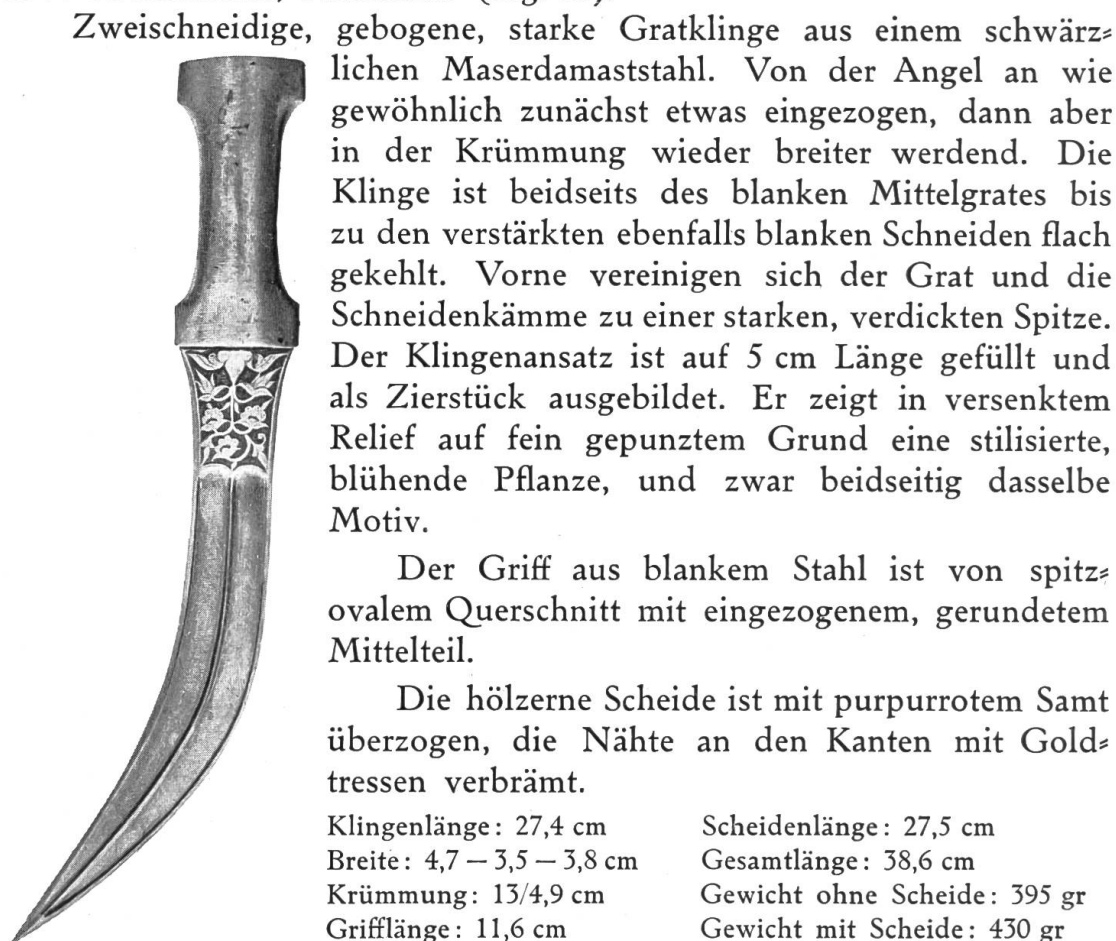 Zweischneidige, gebogene, starke Gratklinge aus einem schwärz⸗
lichen Maserdamaststahl. Von der Angel an wie
gewöhnlich zunächst etwas eingezogen, dann aber
in der Krümmung wieder breiter werdend. Die
Klinge ist beidseits des blanken Mittelgrates bis
zu den verstärkten ebenfalls blanken Schneiden flach
gekehlt. Vorne vereinigen sich der Grat und die
Schneidenkämme zu einer starken, verdickten Spitze.
Der Klingenansatz ist auf 5 cm Länge gefüllt und
als Zierstück ausgebildet. Er zeigt in versenktem
Relief auf fein gepunztem Grund eine stilisierte,
blühende Pflanze, und zwar beidseitig dasselbe
Motiv.
Der Griff aus blankem Stahl ist von spitz⸗
ovalem Querschnitt mit eingezogenem, gerundetem
Mittelteil.
Die hölzerne Scheide ist mit purpurrotem Samt
überzogen, die Nähte an den Kanten mit Gold⸗
tressen verbrämt.
Klingenlänge: 27,4 cm
Breite: 4,7 — 3,5 — 3,8 cm
Krümmung: 13/4,9 cm
Grifflänge: 11,6 cm
Scheidenlänge: 27,5 cm
Gesamtlänge: 38,6 cm
Gewicht ohne Scheide: 395 gr
Gewicht mit Scheide: 430 gr